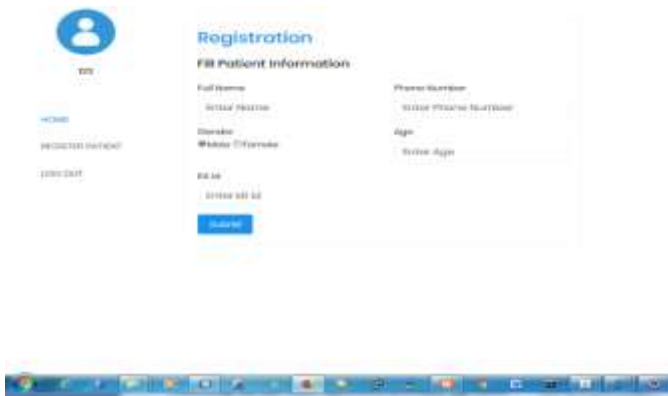 HOME
REGISTER PATIENT
LOG OUT
Registration
Fill Patient Information
Full Name
Phone Number
Enter Name
Enter Phone Number
Gender
Age
Male Female
Enter Age
Submit